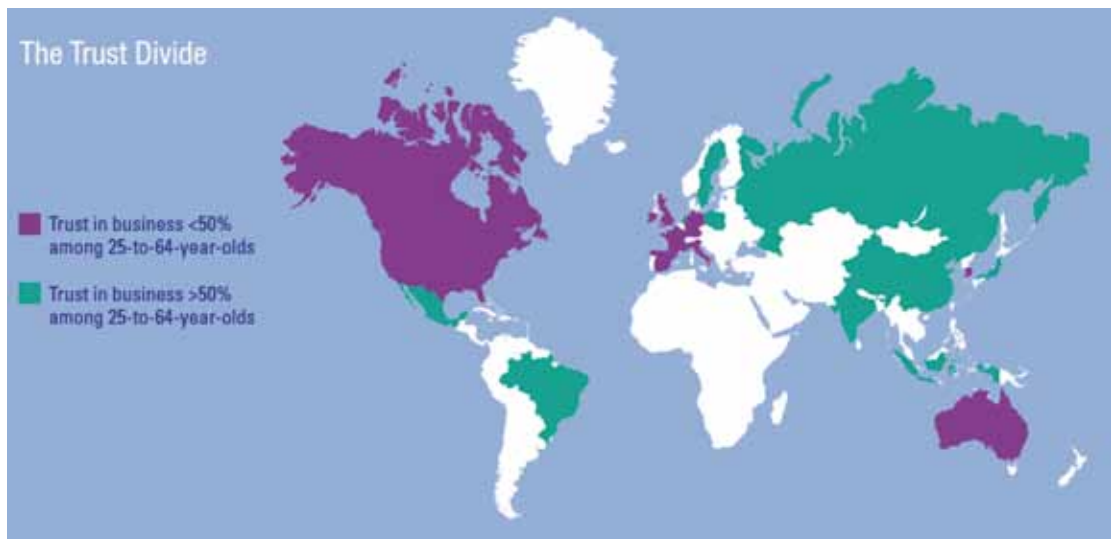 The Trust Divide
Trust in business <50%
among 25-to-64-year-olds
Trust in business >50%
among 25-to-64-year-olds